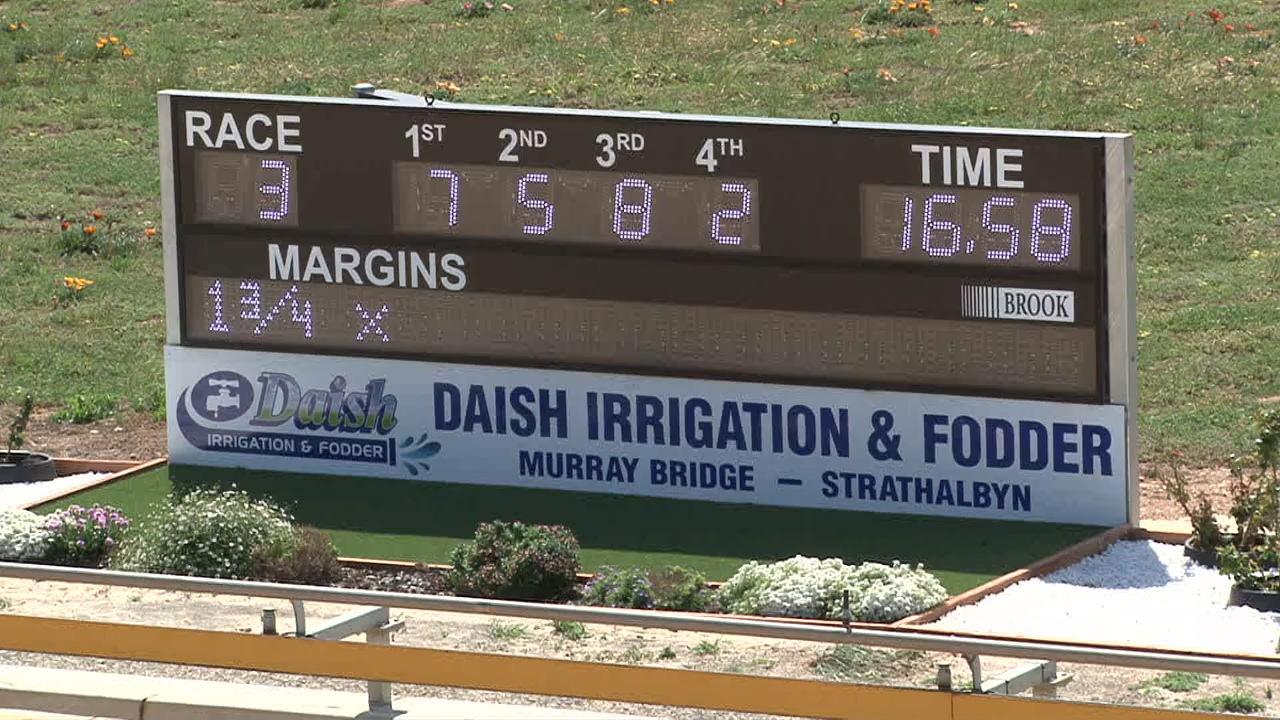 RACE 1ST 2ND 3RD 4TH TIME
3 7 5 8 2 16.58
MARGINS
BROOK
1 3/4 x
Daish
IRRIGATION & FODDER
DAISH IRRIGATION & FODDER
MURRAY BRIDGE – STRATHALBYN